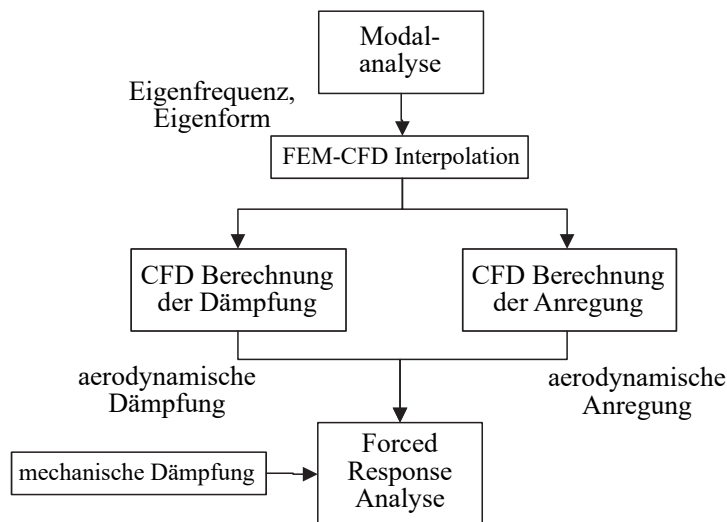 Modal-
analyse
Eigenfrequenz,
Eigenform
FEM-CFD Interpolation
CFD Berechnung
der Dämpfung
CFD Berechnung
der Anregung
aerodynamische
Dämpfung
aerodynamische
Anregung
mechanische Dämpfung
Forced
Response
Analyse